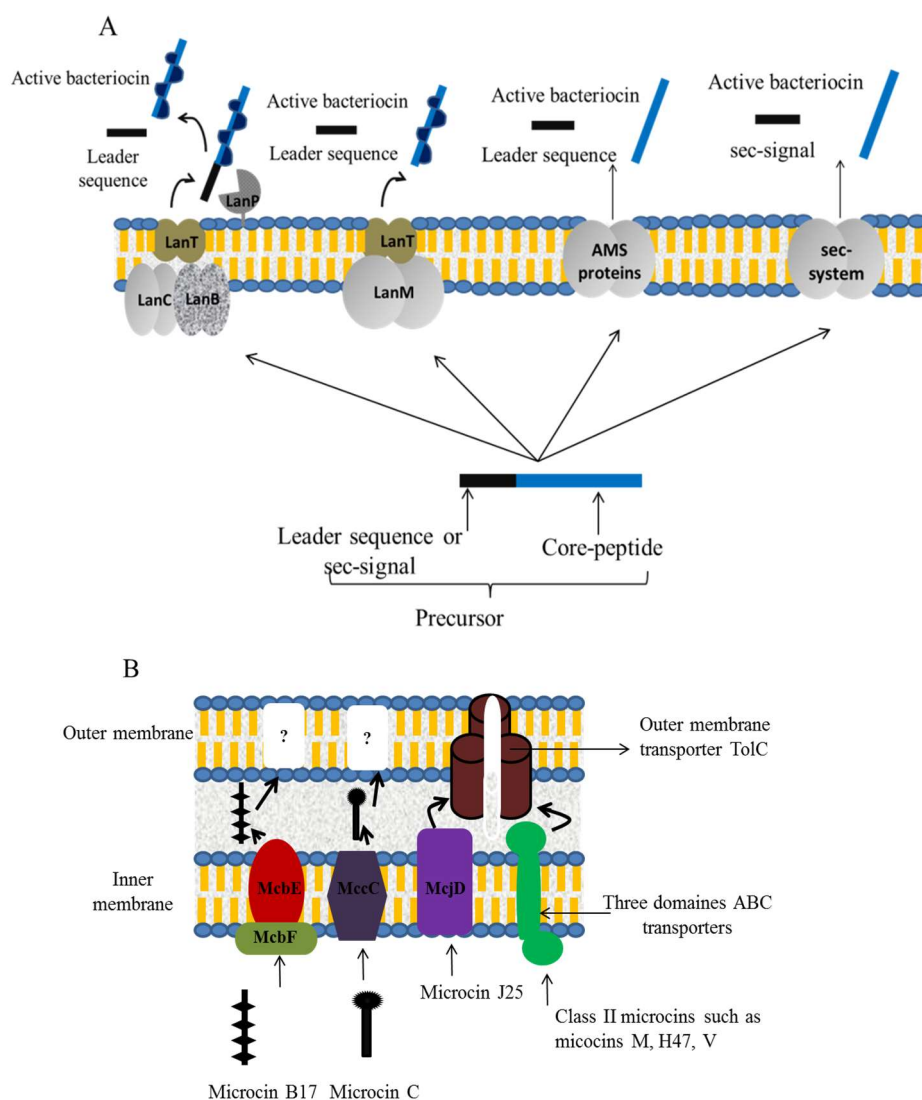 A
Active bacteriocin
Leader
sequence
LanP
LanT
LanC
LanB
Active bacteriocin
Leader sequence
LanT
LanM
Active bacteriocin
Leader sequence
AMS
proteins
Active bacteriocin
sec-signal
sec-
system
Leader sequence or
sec-signal
Core-peptide
Precursor
B
Outer membrane
?
?
Outer membrane
transporter TolC
Inner
membrane
McbE
McbF
MccC
McjD
Three domaines ABC
transporters
Microcin J25
Class II microcins such as
micocins M, H47, V
Microcin B17
Microcin C